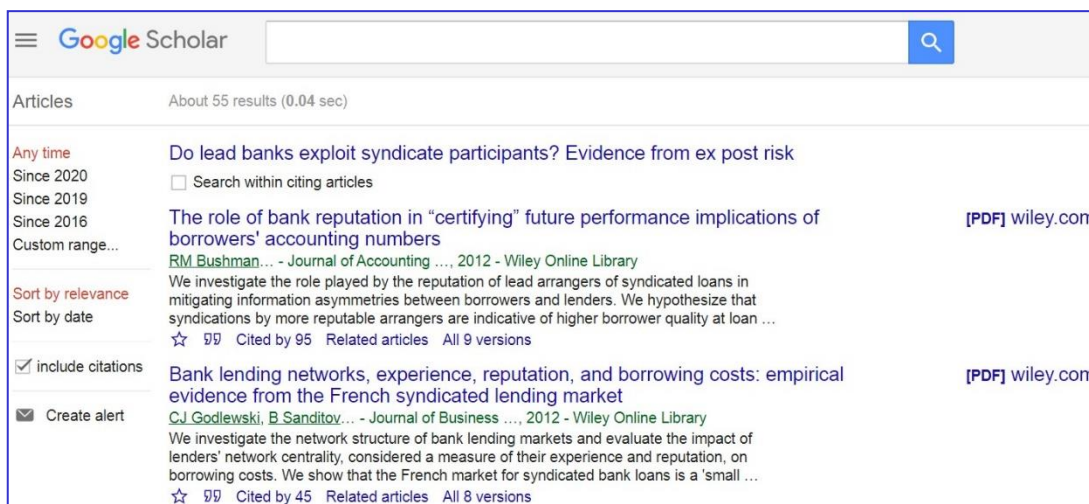 Google Scholar
Articles
About 55 results (0.04 sec)
Any time
Since 2020
Since 2019
Since 2016
Custom range...
Sort by relevance
Sort by date
include citations
Create alert
Do lead banks exploit syndicate participants? Evidence from ex post risk
Search within citing articles
The role of bank reputation in “certifying” future performance implications of
borrowers' accounting numbers
[PDF] wiley.com
RM Bushman... - Journal of Accounting ..., 2012 - Wiley Online Library
We investigate the role played by the reputation of lead arrangers of syndicated loans in
mitigating information asymmetries between borrowers and lenders. We hypothesize that
syndications by more reputable arrangers are indicative of higher borrower quality at loan ...
Cited by 95 Related articles All 9 versions
Bank lending networks, experience, reputation, and borrowing costs: empirical
evidence from the French syndicated lending market
[PDF] wiley.com
CJ Godlewski, B Sanditov... - Journal of Business ..., 2012 - Wiley Online Library
We investigate the network structure of bank lending markets and evaluate the impact of
lenders' network centrality, considered a measure of their experience and reputation, on
borrowing costs. We show that the French market for syndicated bank loans is a 'small ...
Cited by 45 Related articles All 8 versions